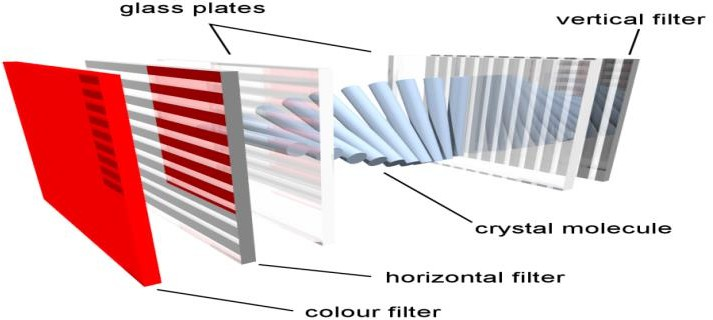 glass plates
vertical filter
crystal molecule
horizontal filter
colour filter